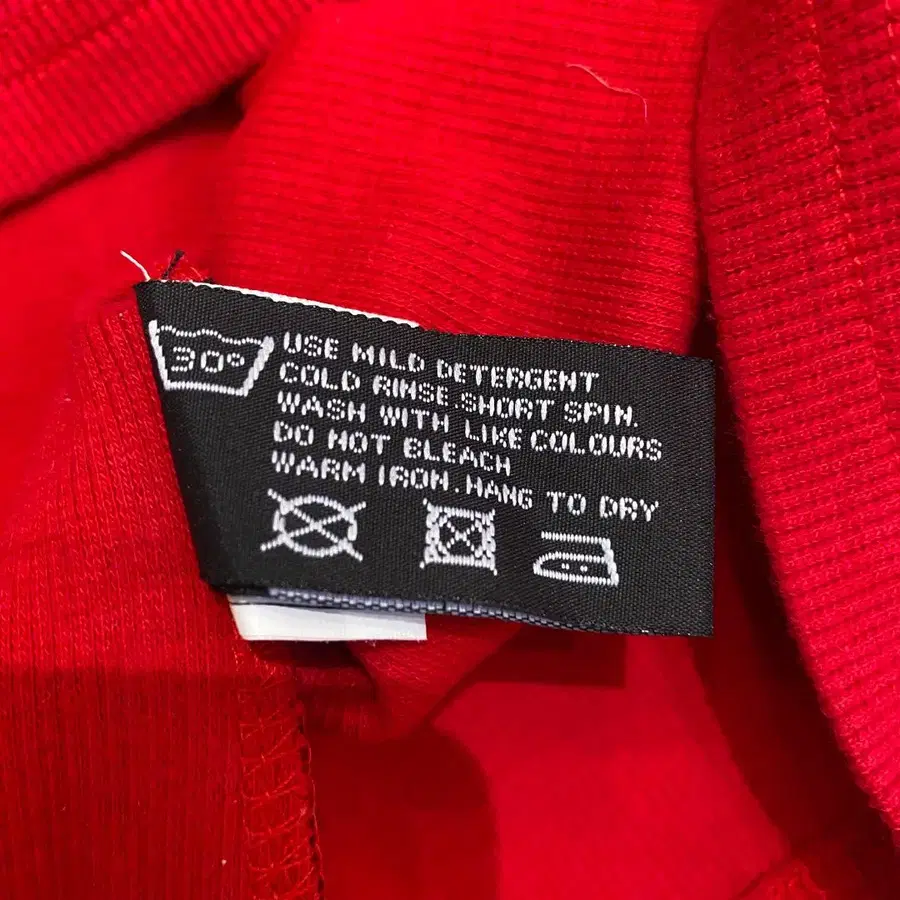 30°
USE MILD DETERGENT
COLD RINSE.SHORT SPIN.
WASH WITH LIKE COLOURS
DO NOT BLEACH
WARM IRON.HANG TO DRY